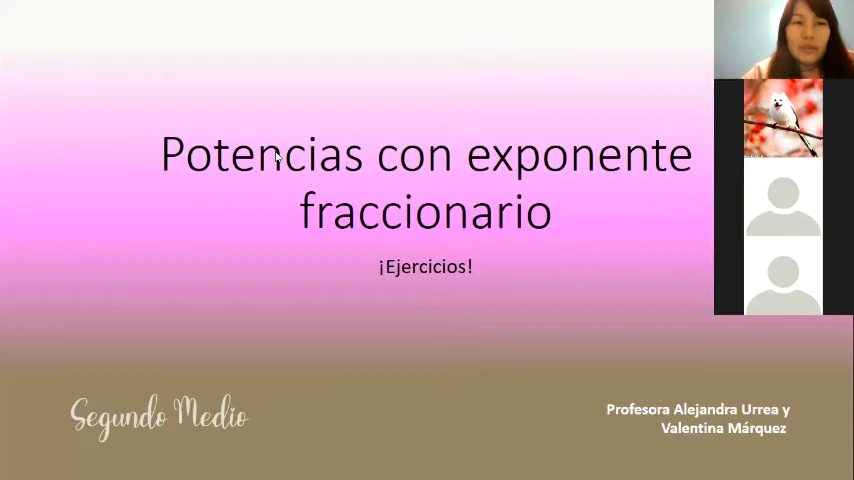 Potencias con exponente
fraccionario
¡Ejercicios!
Segundo Medio
Profesora Alejandra Urrea y
Valentina Márquez